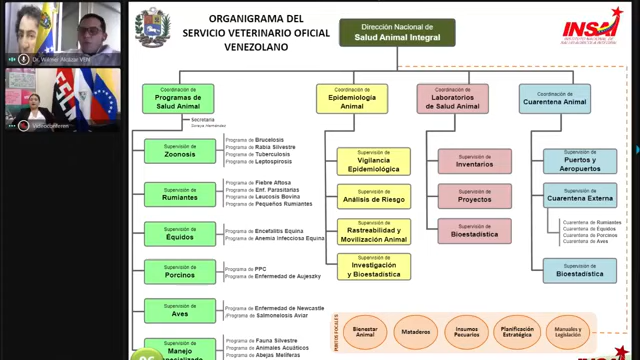 ORGANIGRAMA DEL
SERVICIO VETERINARIO OFICIAL
VENEZOLANO
Dirección Nacional de
Salud Animal Integral
INSAI
Dr. Wilmer Alcázar VEN
Coordinación de
Programas de
Salud Animal
Coordinación de
Epidemiología
Animal
Coordinación de
Laboratorios
de Salud Animal
Coordinación de
Cuarentena Animal
Secretaria
Supervisión de
Zoonosis
Programa de Brucelosis
Programa de Rabia Silvestre
Programa de Tuberculosis
Programa de Leptospirosis
Supervisión de
Rumiantes
Programa de Fiebre Aftosa
Programa de Enf. Parasitarias
Programa de Leucosis Bovina
Programa de Pequeños Rumiantes
Supervisión de
Équidos
Programa de Encefalitis Equina
Programa de Anemia Infecciosa Equina
Supervisión de
Porcinos
Programa de PPC
Programa de Enfermedad de Aujeszky
Supervisión de
Aves
Programa de Enfermedad de Newcastle
Programa de Salmonelosis Aviar
Supervisión de
Manejo
Programa de Fauna Silvestre
Programa de Animales Acuáticos
Programa de Abejas Melíferas
Supervisión de
Vigilancia
Epidemiológica
Supervisión de
Análisis de Riesgo
Supervisión de
Rastreabilidad y
Movilización Animal
Supervisión de
Investigación
y Bioestadística
Supervisión de
Inventarios
Supervisión de
Proyectos
Supervisión de
Bioestadística
Supervisión de
Puertos y
Aeropuertos
Supervisión de
Cuarentena Externa
Cuarentena de Rumiantes
Cuarentena de Équidos
Cuarentena de Porcinos
Cuarentena de Aves
Supervisión de
Bioestadística
PUNTOS FOCALES
Bienestar
Animal
Mataderos
Insumos
Pecuarios
Planificación
Estratégica
Manuales y
Legislación